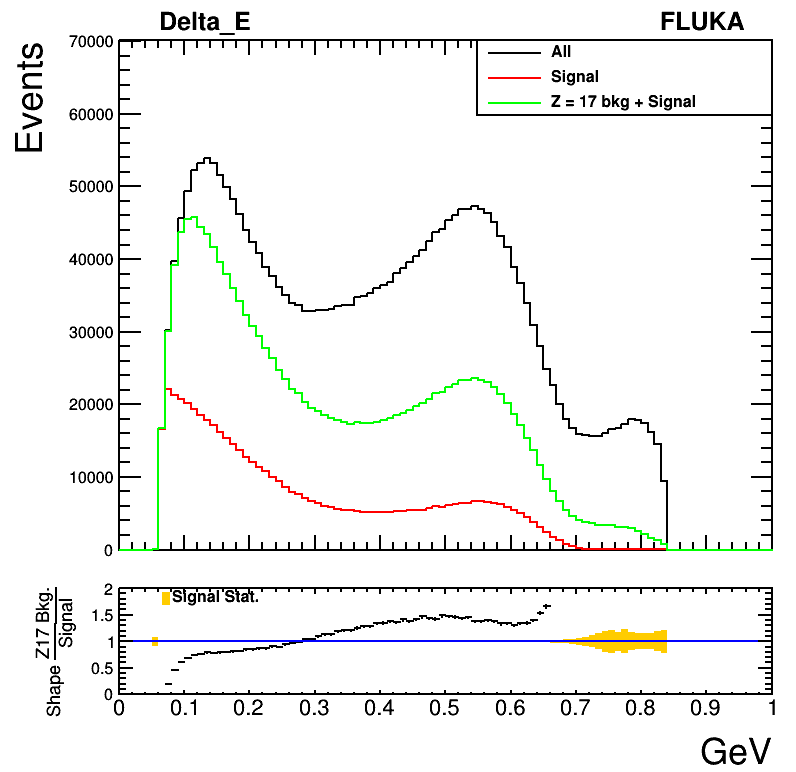 Delta_E FLUKA
Events
70000
60000
50000
40000
30000
20000
10000
0
All
Signal
Z = 17 bkg + Signal
Shape Z17 Bkg. Signal
2
1.5
1
0.5
0
Signal Stat.
0 0.1 0.2 0.3 0.4 0.5 0.6 0.7 0.8 0.9 1
GeV